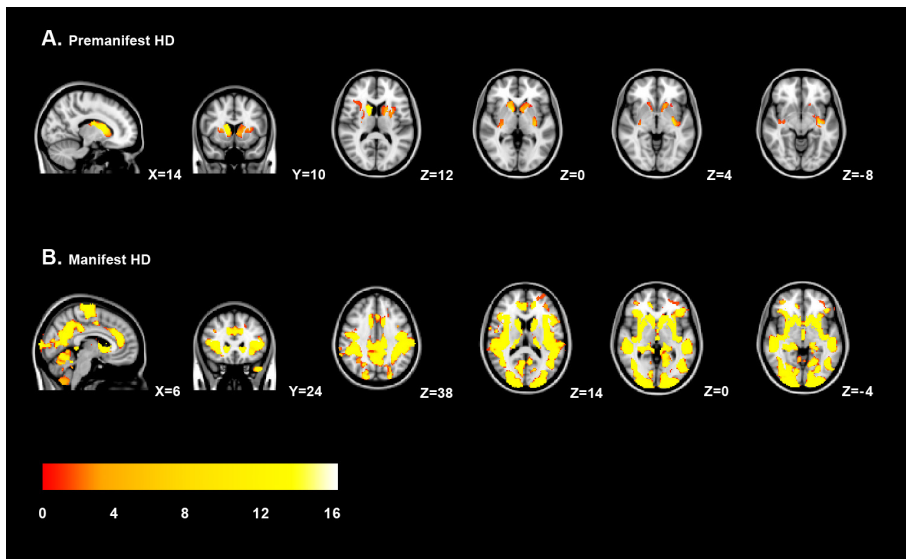 A. Premanifest HD
X=14 Y=10 Z=12 Z=0 Z=4 Z=-8
B. Manifest HD
X=6 Y=24 Z=38 Z=14 Z=0 Z=-4
0 4 8 12 16